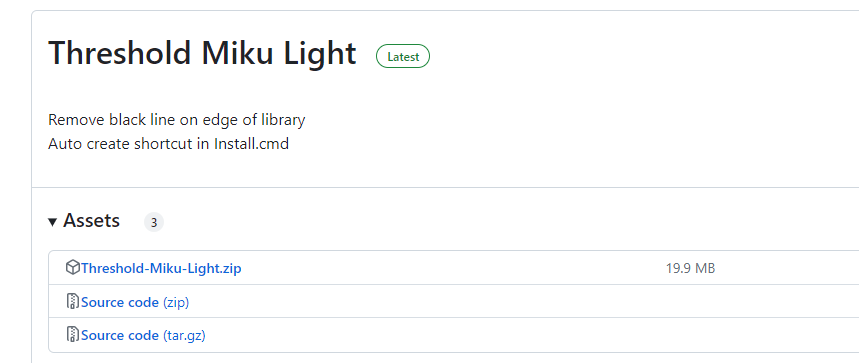 Threshold Miku Light Latest
Remove black line on edge of library
Auto create shortcut in Install.cmd
Assets 3
Threshold-Miku-Light.zip 19.9 MB
Source code (zip)
Source code (tar.gz)